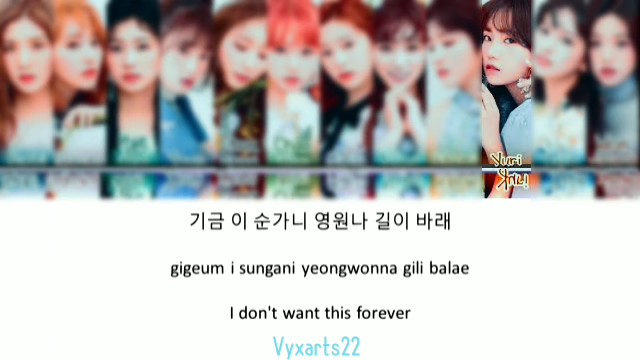 Yuri
기금 이 순가니 영원나 길이 바래
gigeum i sungani yeongwonna gili balae
I don't want this forever
Vyxarts22